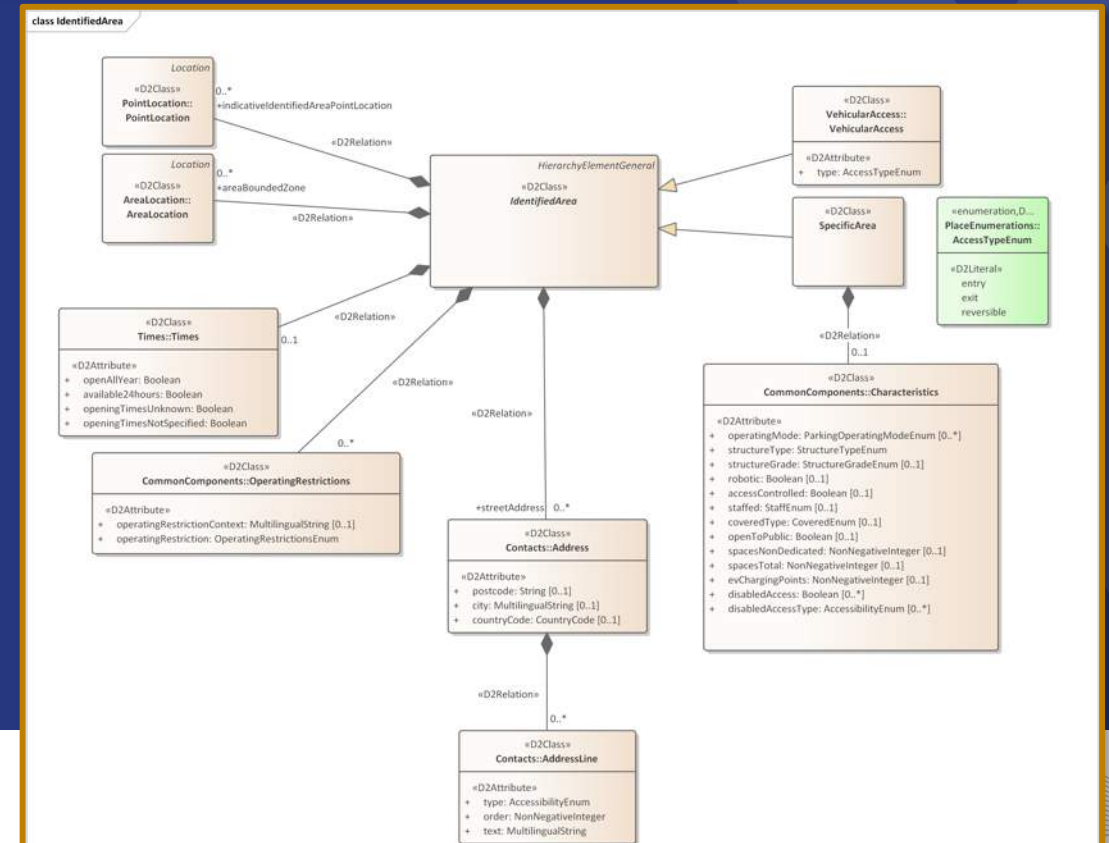 class IdentifiedArea
Location
«D2Class»
PointLocation::
PointLocation
0..*
+indicativeIdentifiedAreaPointLocation
«D2Relation»
Location
«D2Class»
AreaLocation::
AreaLocation
0..*
+areaBoundedZone
«D2Relation»
HierarchyElementGeneral
«D2Class»
IdentifiedArea
«D2Class»
VehicularAccess::
VehicularAccess
«D2Attribute»
+ type: AccessTypeEnum
«D2Class»
SpecificArea
«enumeration,D...
PlaceEnumerations::
AccessTypeEnum
«D2Literal»
entry
exit
reversible
«D2Relation»
0..1
«D2Class»
Times::Times
«D2Attribute»
+ openAllYear: Boolean
+ available24hours: Boolean
+ openingTimesUnknown: Boolean
+ openingTimesNotSpecified: Boolean
«D2Relation»
0..1
«D2Relation»
0..*
«D2Class»
CommonComponents::OperatingRestrictions
«D2Attribute»
+ operatingRestrictionContext: MultilingualString [0..1]
+ operatingRestriction: OperatingRestrictionsEnum
«D2Relation»
+streetAddress 0..*
«D2Class»
Contacts::Address
«D2Attribute»
+ postcode: String [0..1]
+ city: MultilingualString [0..1]
+ countryCode: CountryCode [0..1]
«D2Class»
CommonComponents::Characteristics
«D2Attribute»
+ operatingMode: ParkingOperatingModeEnum [0..*]
+ structureType: StructureTypeEnum
+ structureGrade: StructureGradeEnum [0..1]
+ robotic: Boolean [0..1]
+ accessControlled: Boolean [0..1]
+ staffed: StaffEnum [0..1]
+ coveredType: CoveredEnum [0..1]
+ openToPublic: Boolean [0..1]
+ spacesNonDedicated: NonNegativeInteger [0..1]
+ spacesTotal: NonNegativeInteger [0..1]
+ evChargingPoints: NonNegativeInteger [0..1]
+ disabledAccess: Boolean [0..*]
+ disabledAccessType: AccessibilityEnum [0..*]
«D2Relation»
0..*
«D2Class»
Contacts::AddressLine
«D2Attribute»
+ type: AccessibilityEnum
+ order: NonNegativeInteger
+ text: MultilingualString